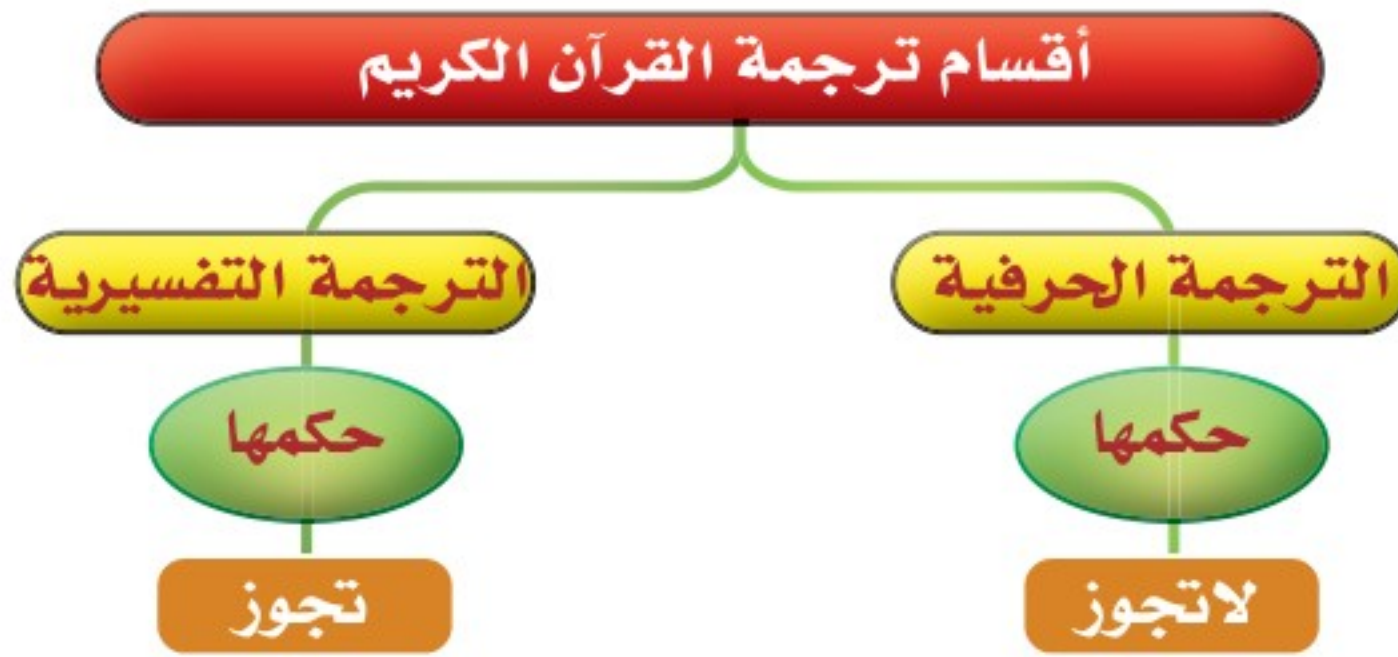 أقسام ترجمة القرآن الكريم
الترجمة الحرفية
الترجمة التفسيرية
حكمها
حكمها
لاتجوز
تجوز